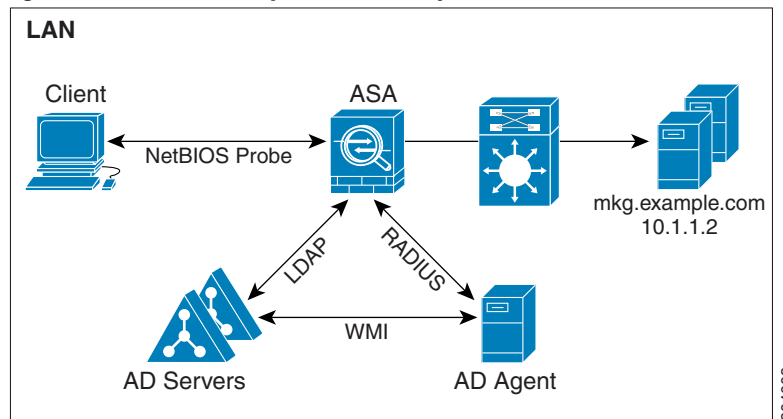 LAN
Client
ASA
NetBIOS Probe
mkg.example.com
10.1.1.2
LDAP
RADIUS
WMI
AD Servers
AD Agent